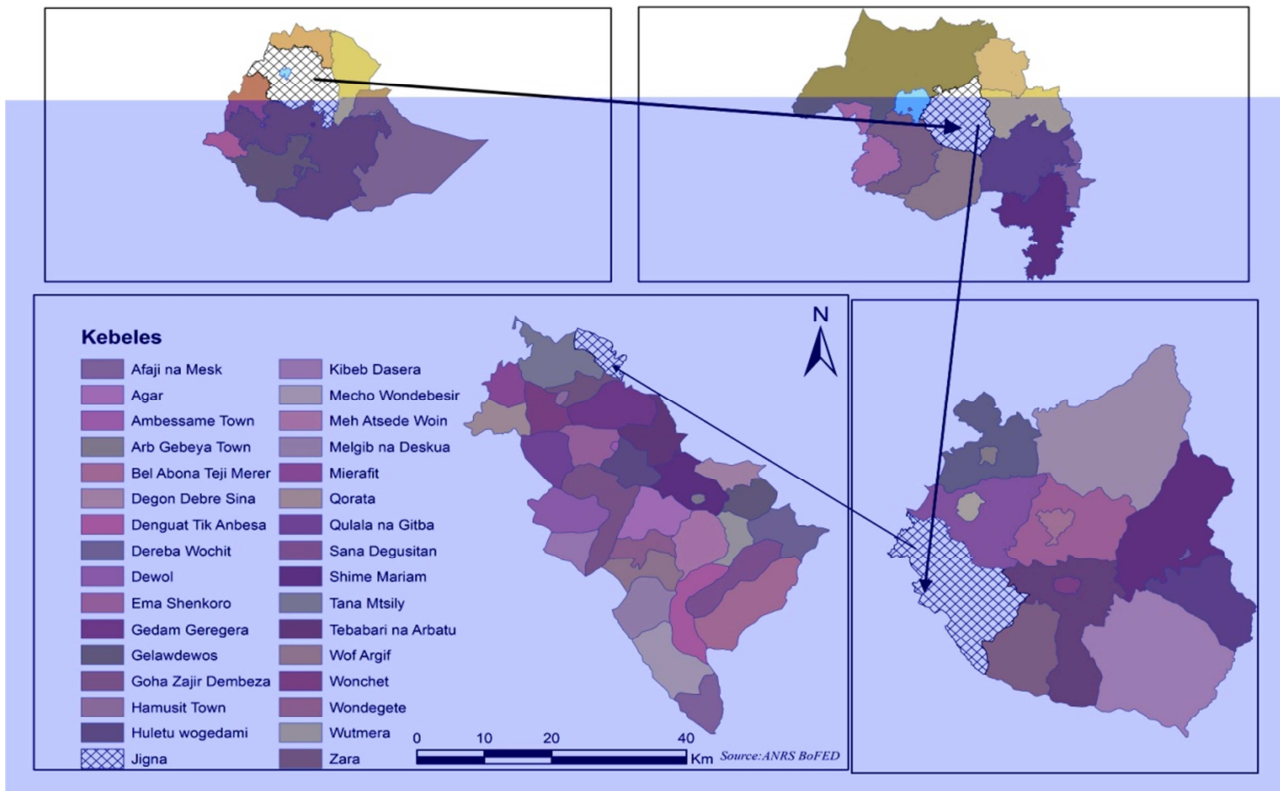 N
Kebeles
Afaji na Mesk
Agar
Ambessame Town
Arb Gebeya Town
Bel Abona Teji Merer
Degon Debre Sina
Denguat Tik Anbesa
Dereba Wochit
Dewol
Ema Shenkoro
Gedam Geregera
Gelawdewos
Goha Zajir Dembeza
Hamusit Town
Huletu wogedami
Jigna
Kibeb Dasera
Mecho Wondebesir
Meh Atsede Woin
Melgib na Deskua
Mierafit
Qorata
Qulala na Gitba
Sana Degusitan
Shime Mariam
Tana Mtsily
Tebabari na Arbatu
Wof Argif
Wonchet
Wondegete
Wutmera
Zara
0 10 20 40
Km
Source:ANRS BoFED